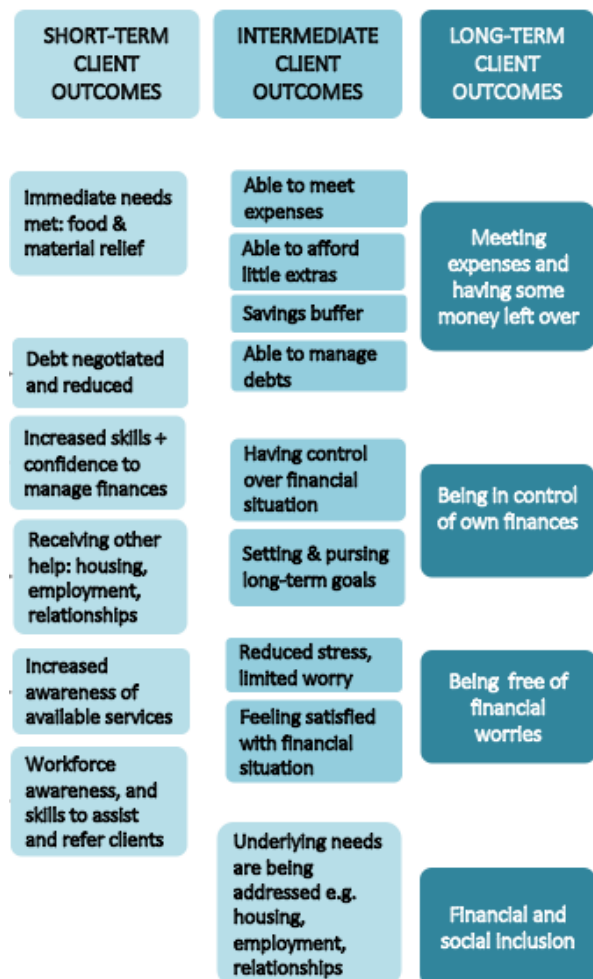 SHORT-TERM
CLIENT
OUTCOMES
Immediate needs
met: food &
material relief
Debt negotiated
and reduced
Increased skills +
confidence to
manage finances
Receiving other
help: housing,
employment,
relationships
Increased
awareness of
available services
Workforce
awareness, and
skills to assist
and refer clients
INTERMEDIATE
CLIENT
OUTCOMES
Able to meet
expenses
Able to afford
little extras
Savings buffer
Able to manage
debts
Having control
over financial
situation
Setting & pursing
long-term goals
Reduced stress,
limited worry
Feeling satisfied
with financial
situation
Underlying needs
are being
addressed e.g.
housing,
employment,
relationships
LONG-TERM
CLIENT
OUTCOMES
Meeting
expenses and
having some
money left over
Being in control
of own finances
Being free of
financial
worries
Financial and
social inclusion